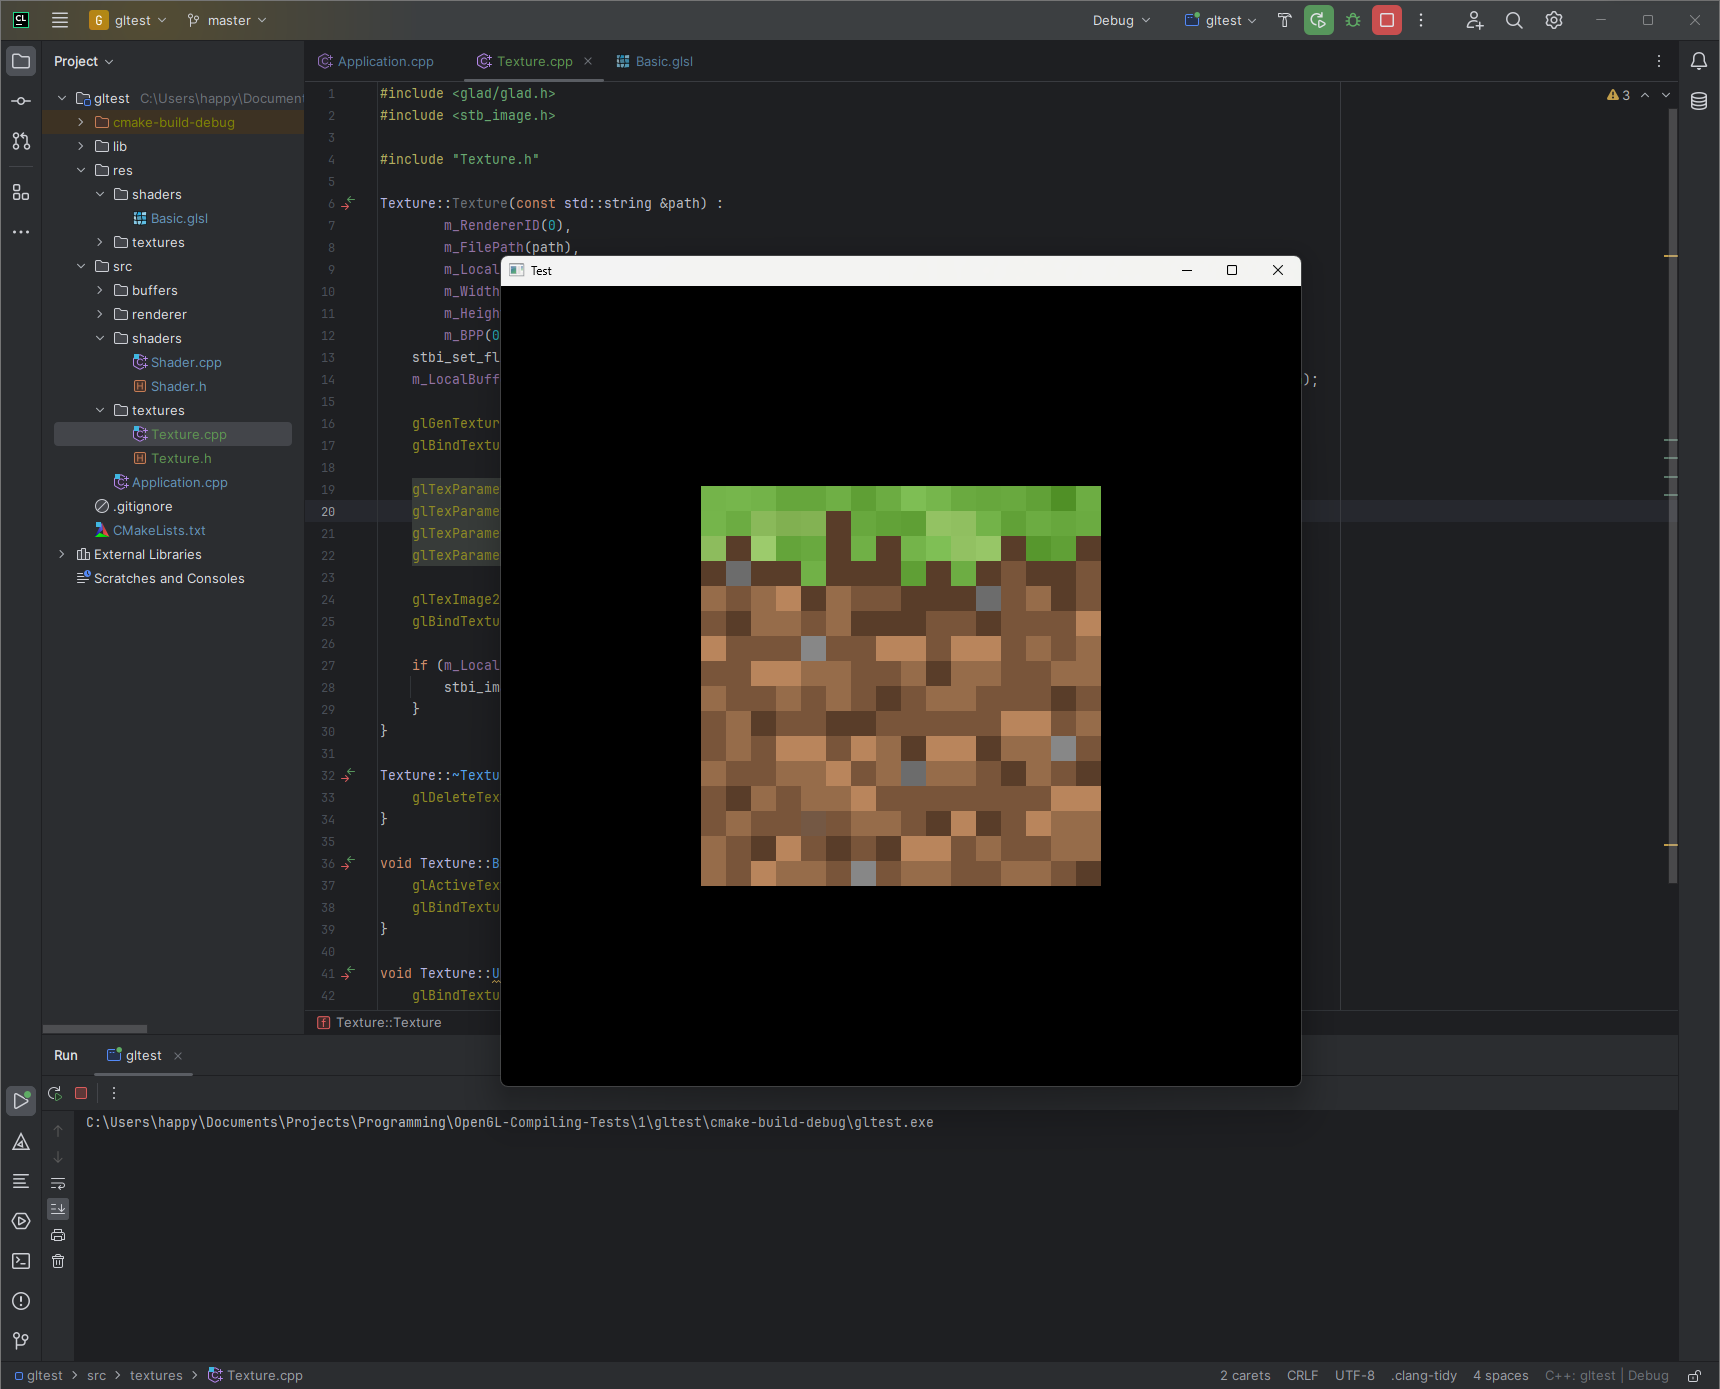 CL G gltest master Debug gltest
Project
Application.cpp Texture.cpp Basic.glsl
gltest C:\Users\happy\Documen
cmake-build-debug
lib
res
shaders
Basic.glsl
textures
src
buffers
renderer
shaders
Shader.cpp
Shader.h
textures
Texture.cpp
Texture.h
Application.cpp
.gitignore
CMakeLists.txt
External Libraries
Scratches and Consoles
3
1 #include <glad/glad.h>
2 #include <stb_image.h>
3
4 #include "Texture.h"
5
6 Texture::Texture(const std::string &path) :
7 m_RendererID(0),
8 m_FilePath(path),
9 m_Local
10 m_Width
11 m_Heigh
12 m_BPP(0
13 stbi_set_fl
14 m_LocalBuff );
15
16 glGenTextur
17 glBindTextu
18
19 glTexParame
20 glTexParame
21 glTexParame
22 glTexParame
23
24 glTexImage2
25 glBindTextu
26
27 if (m_Local
28 stbi_im
29 }
30 }
31
32 Texture::~Textu
33 glDeleteTex
34 }
35
36 void Texture::B
37 glActiveTex
38 glBindTextu
39 }
40
41 void Texture::U
42 glBindTextu
Test
f Texture::Texture
Run gltest
C:\Users\happy\Documents\Projects\Programming\OpenGL-Compiling-Tests\1\gltest\cmake-build-debug\gltest.exe
gltest > src > textures > Texture.cpp 2 carets CRLF UTF-8 .clang-tidy 4 spaces C++: gltest | Debug